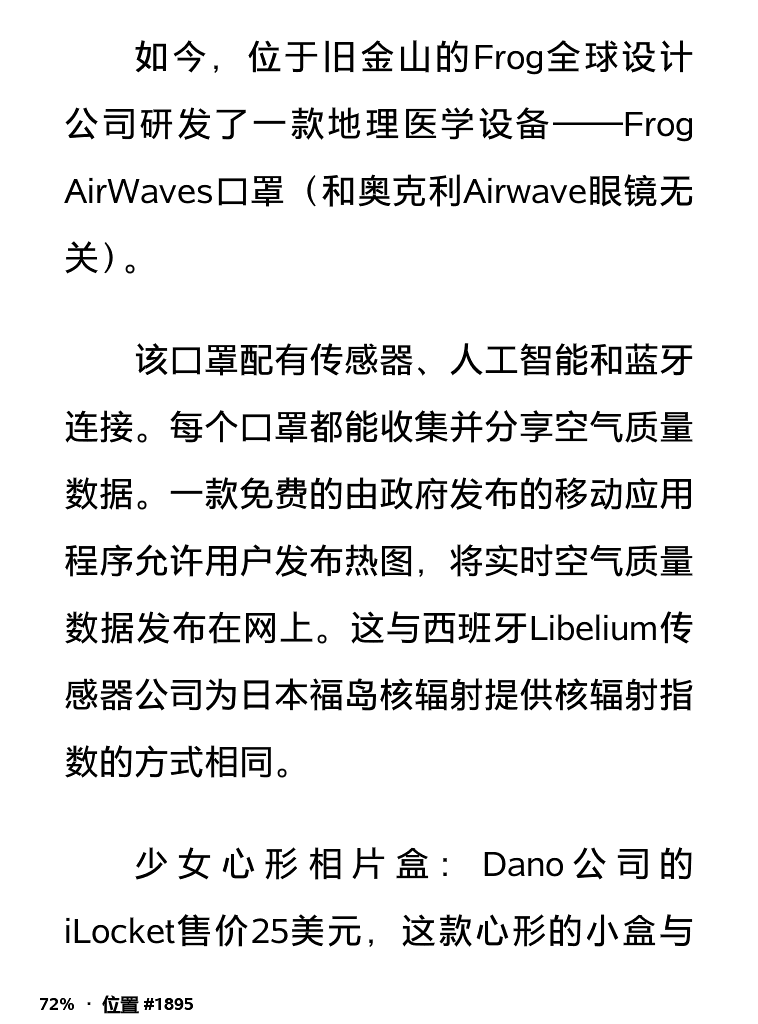 如今，位于旧金山的Frog全球设计
公司研发了一款地理医学设备——Frog
AirWaves口罩（和奥克利Airwave眼镜无
关）。
该口罩配有传感器、人工智能和蓝牙
连接。每个口罩都能收集并分享空气质量
数据。一款免费的由政府发布的移动应用
程序允许用户发布热图，将实时空气质量
数据发布在网上。这与西班牙Libelium传
感器公司为日本福岛核辐射提供核辐射指
数的方式相同。
少女心形相片盒：Dano公司的
iLocket售价25美元，这款心形的小盒与
72% · 位置 #1895